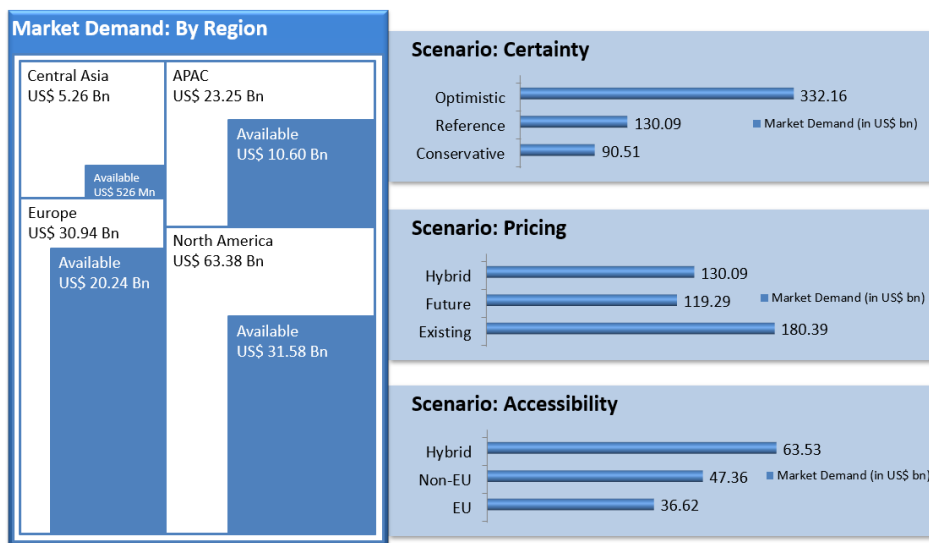 Market Demand: By Region
Central Asia
US$ 5.26 Bn
Available
US$ 526 Mn
APAC
US$ 23.25 Bn
Available
US$ 10.60 Bn
Europe
US$ 30.94 Bn
Available
US$ 20.24 Bn
North America
US$ 63.38 Bn
Available
US$ 31.58 Bn
Scenario: Certainty
Optimistic 332.16
Reference 130.09
Conservative 90.51
Market Demand (in US$ bn)
Scenario: Pricing
Hybrid 130.09
Future 119.29
Existing 180.39
Market Demand (in US$ bn)
Scenario: Accessibility
Hybrid 63.53
Non-EU 47.36
EU 36.62
Market Demand (in US$ bn)